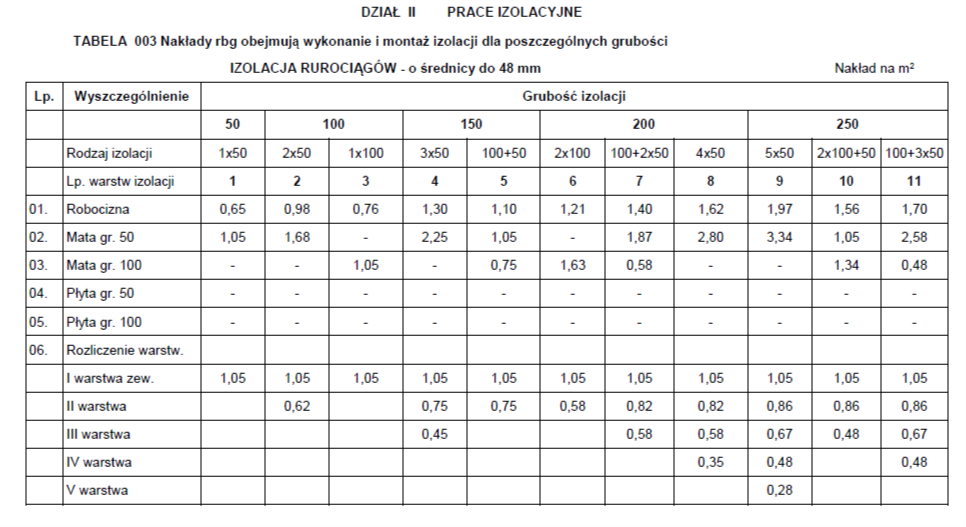 DZIAŁ II PRACE IZOLACYJNE
TABELA 003 Nakłady rbg obejmują wykonanie i montaż izolacji dla poszczególnych grubości
IZOLACJA RUROCIĄGÓW - o średnicy do 48 mm Nakład na m²
Lp. Wyszczególnienie Grubość izolacji
50 100 150 200 250
Rodzaj izolacji 1x50 2x50 1x100 3x50 100+50 2x100 100+2x50 4x50 5x50 2x100+50 100+3x50
Lp. warstw izolacji 1 2 3 4 5 6 7 8 9 10 11
01. Robocizna 0,65 0,98 0,76 1,30 1,10 1,21 1,40 1,62 1,97 1,56 1,70
02. Mata gr. 50 1,05 1,68 - 2,25 1,05 - 1,87 2,80 3,34 1,05 2,58
03. Mata gr. 100 - - 1,05 - 0,75 1,63 0,58 - - 1,34 0,48
04. Płyta gr. 50 - - - - - - - - - - -
05. Płyta gr. 100 - - - - - - - - - - -
06. Rozliczenie warstw.
I warstwa zew. 1,05 1,05 1,05 1,05 1,05 1,05 1,05 1,05 1,05 1,05 1,05
II warstwa 0,62 0,75 0,75 0,58 0,82 0,82 0,86 0,86 0,86
III warstwa 0,45 0,58 0,58 0,67 0,48 0,67
IV warstwa 0,35 0,48 0,48
V warstwa 0,28